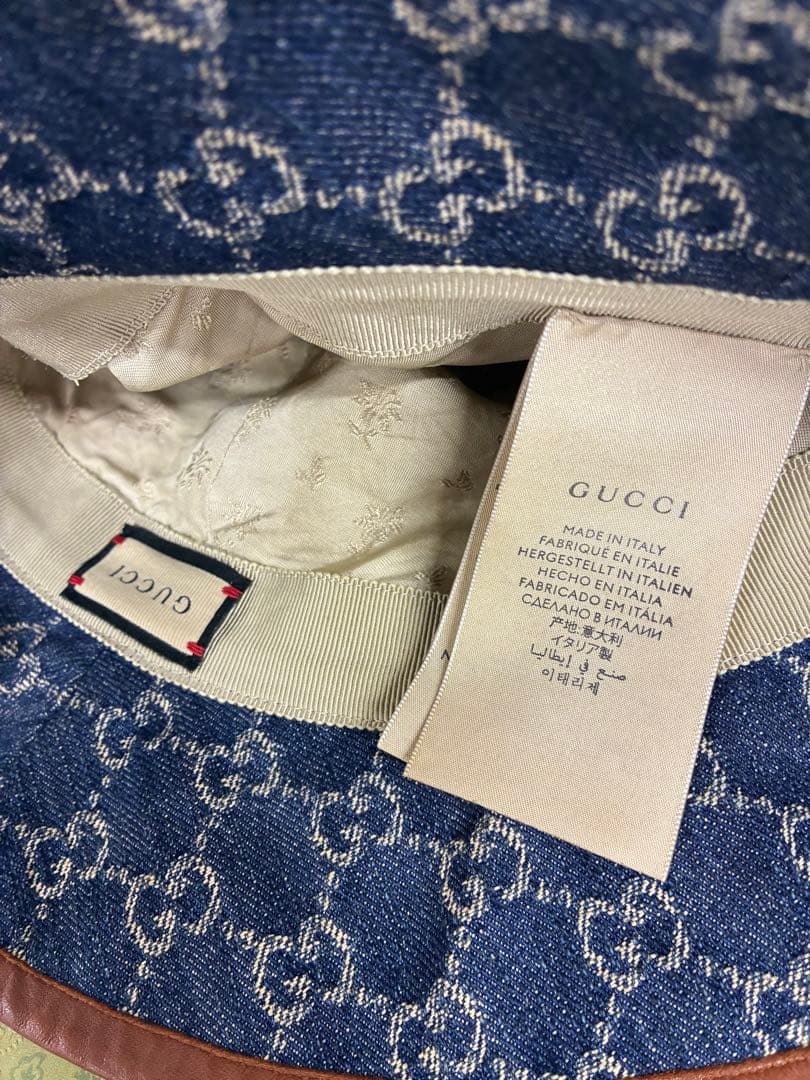 GUCCI
MADE IN ITALY
FABRIQUÉ EN ITALIE
HERGESTELLT IN ITALIEN
HECHO EN ITALIA
FABRICADO EM ITÁLIA
СДЕЛАНО В ИТАЛИИ
产地:意大利
イタリア製
صنع في إيطاليا
이태리제
GUCCI